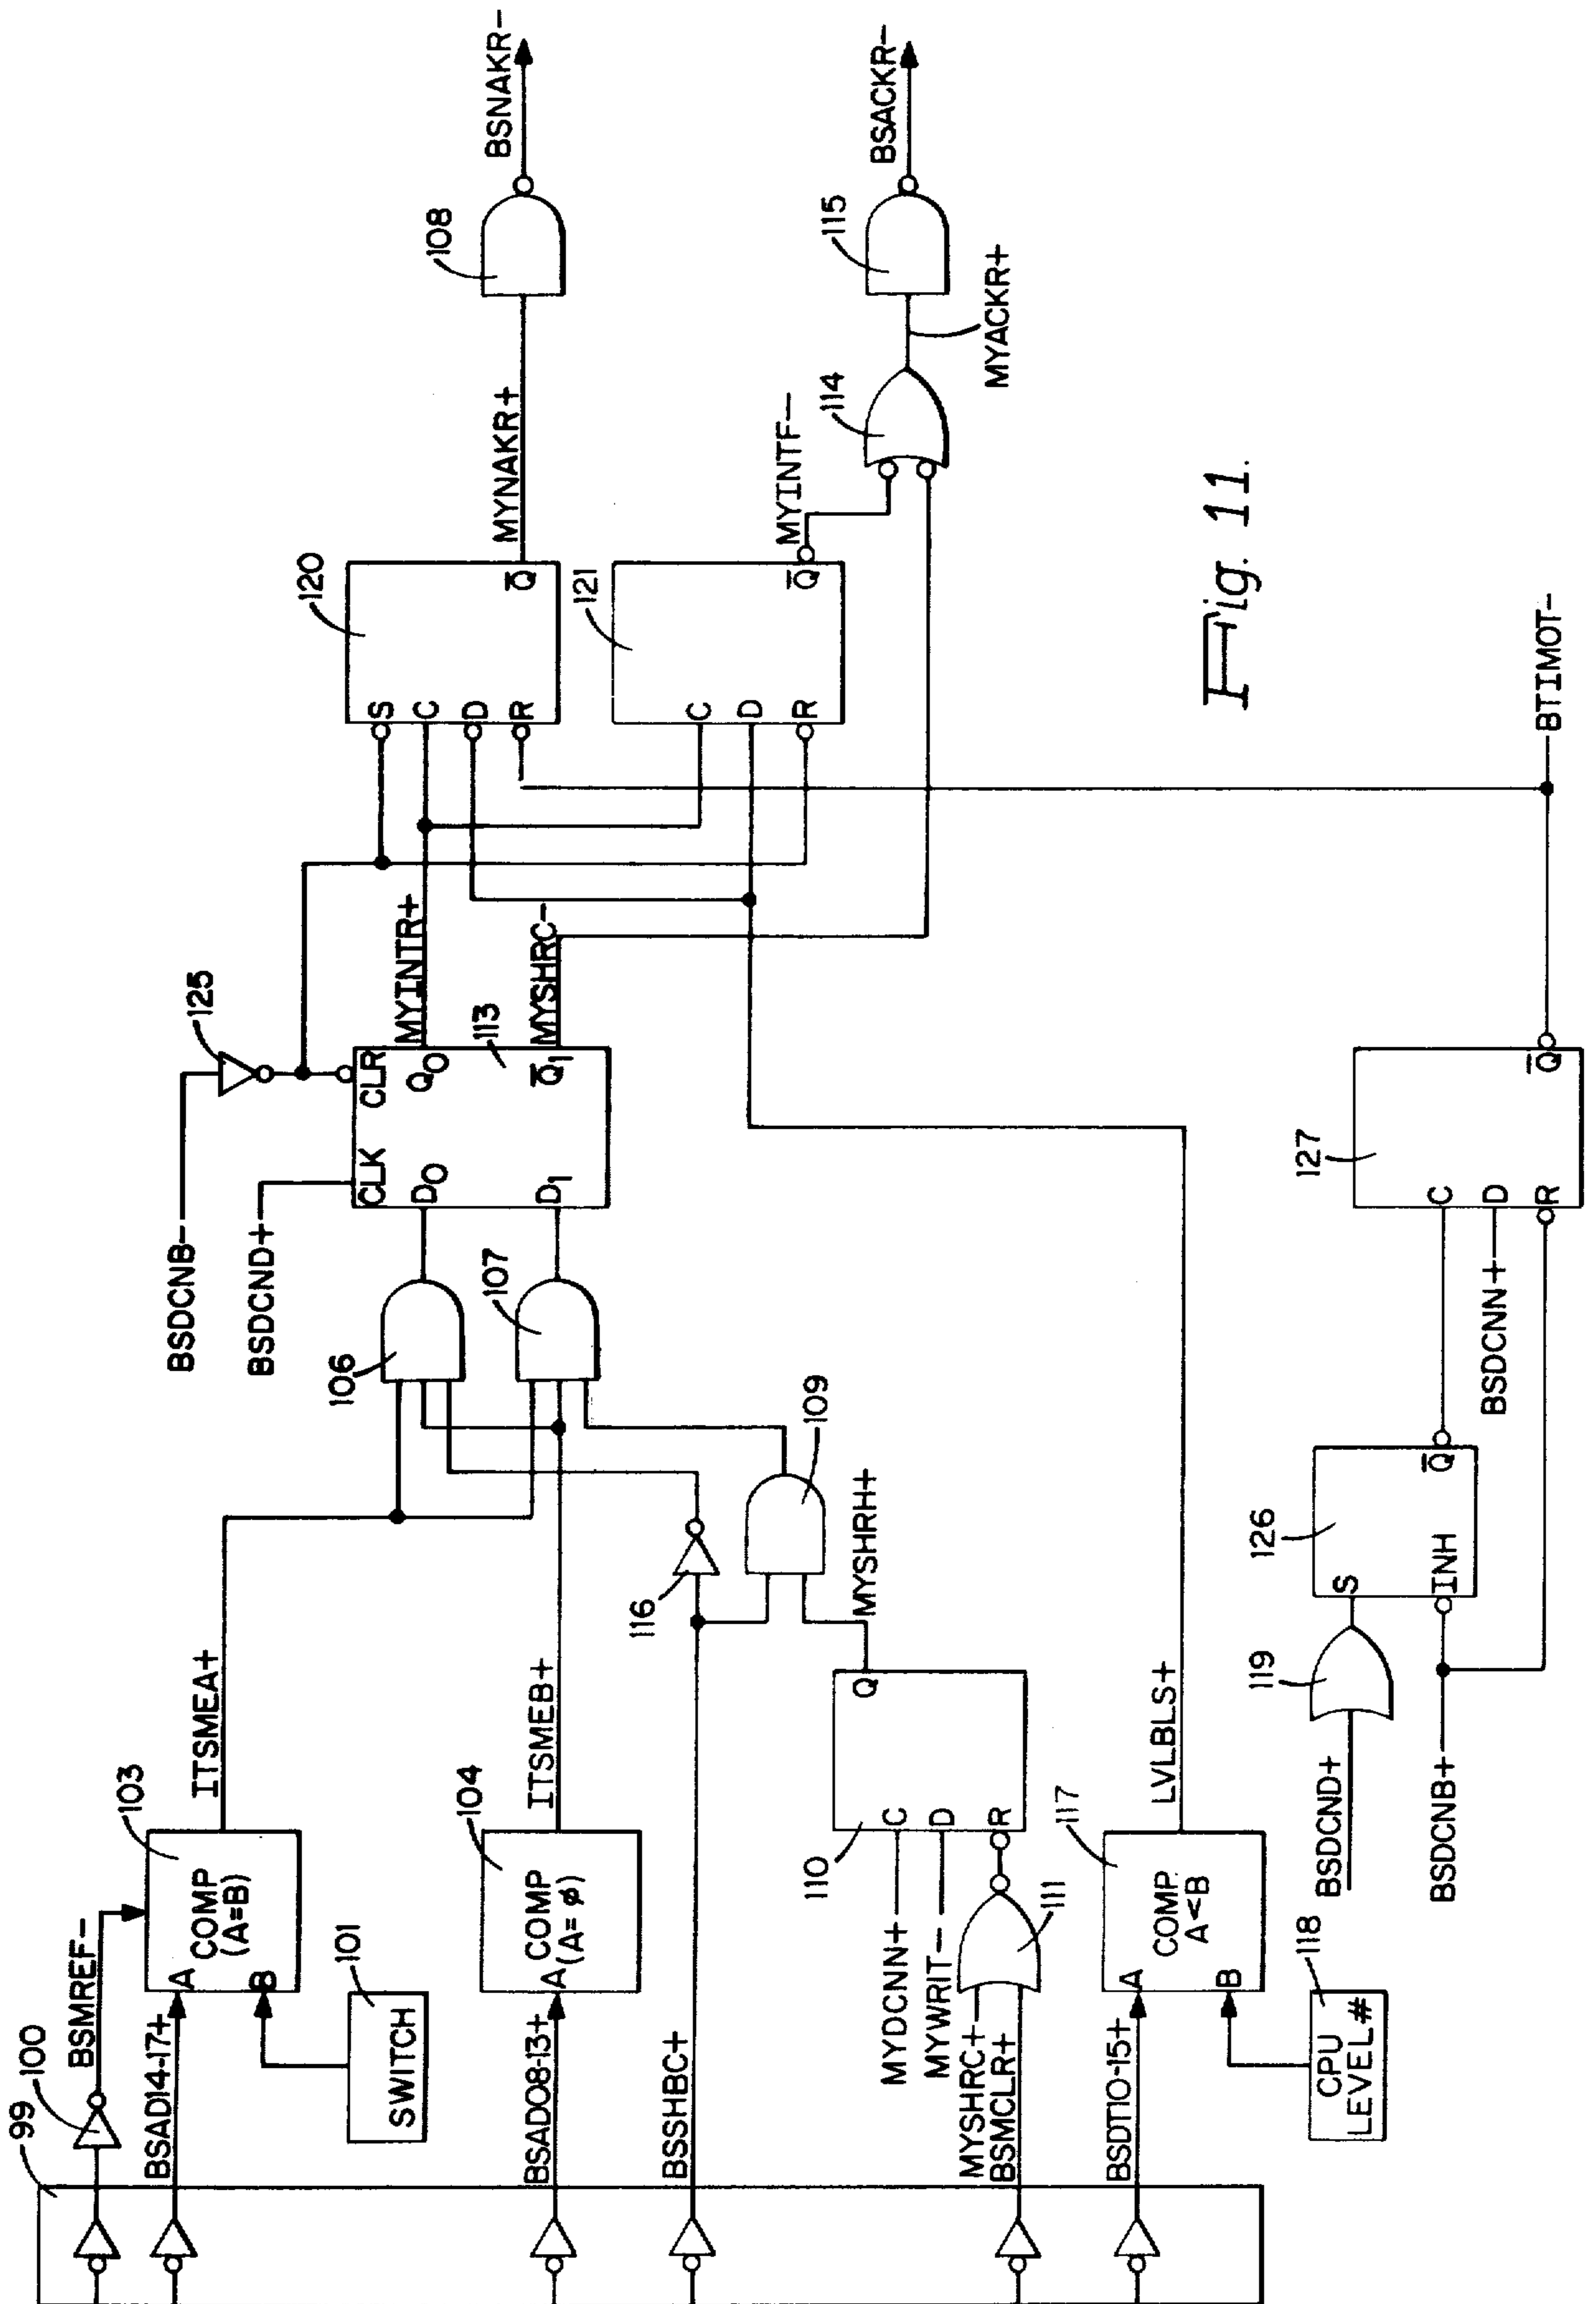 99
100
BSMREF-
BSAD14-17+
103
A COMP
(A=B)
B
101
SWITCH
ITSMEA+
BSAD08-13+
104
COMP
A(A=ϕ)
ITSMEB+
BSSHBC+
116
109
MYSHRH+
110
C
D
R
Q
MYDCNN+
MYWRIT-
MYSHRC+
BSMCLR+
111
BSDT10-15+
117
A
COMP
A<B
B
118
CPU
LEVEL#
LVLBLS+
106
107
BSDCNB-
BSDCND+
125
CLK
CLR
D0
Q0
D1
Q̅1
113
MYINTR+
MYSHRC-
120
S
C
D
R
Q̅
MYNAKR+
108
BSNAKR-
121
C
D
R
Q̅
MYINTF-
114
MYACKR+
115
BSACKR-
BSDCND+
BSDCNB+
119
126
S
INH
Q̅
BSDCNN+
127
C
D
R
Q̅
BTIMOT-
Fig. 11.